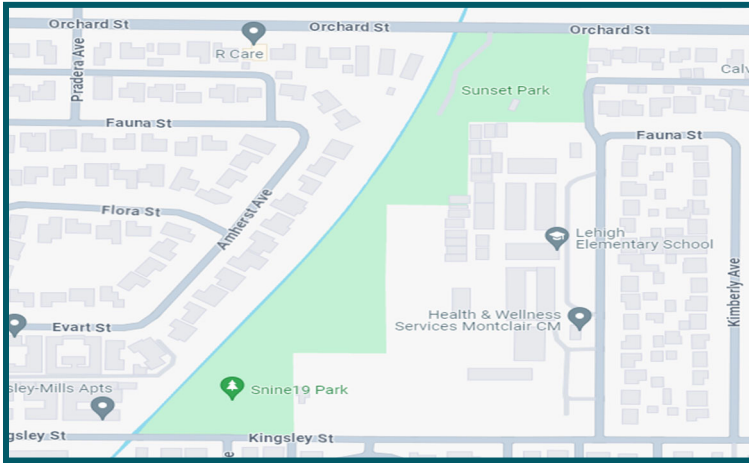 Orchard St
Orchard St
Orchard St
R Care
Pradera Ave
Sunset Park
Calv
Fauna St
Fauna St
Flora St
Amherst Ave
Lehigh
Elementary School
Kimberly Ave
Health & Wellness
Services Montclair CM
Evart St
sley-Mills Apts
Snine19 Park
gsley St
Kingsley St
e